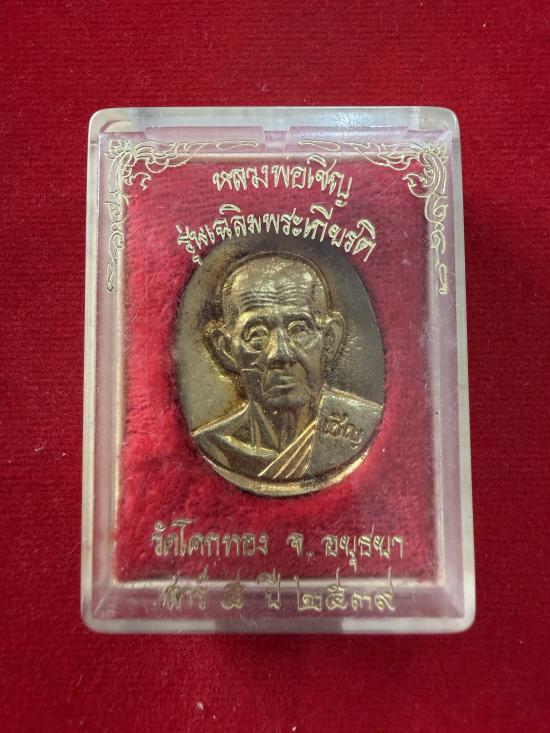 หลวงพ่อเชิญ
รุ่นเฉลิมพระเกียรติ
เชิญ
วัดโคกทอง จ. อยุธยา
เสาร์ ๕ ปี ๒๕๓๙